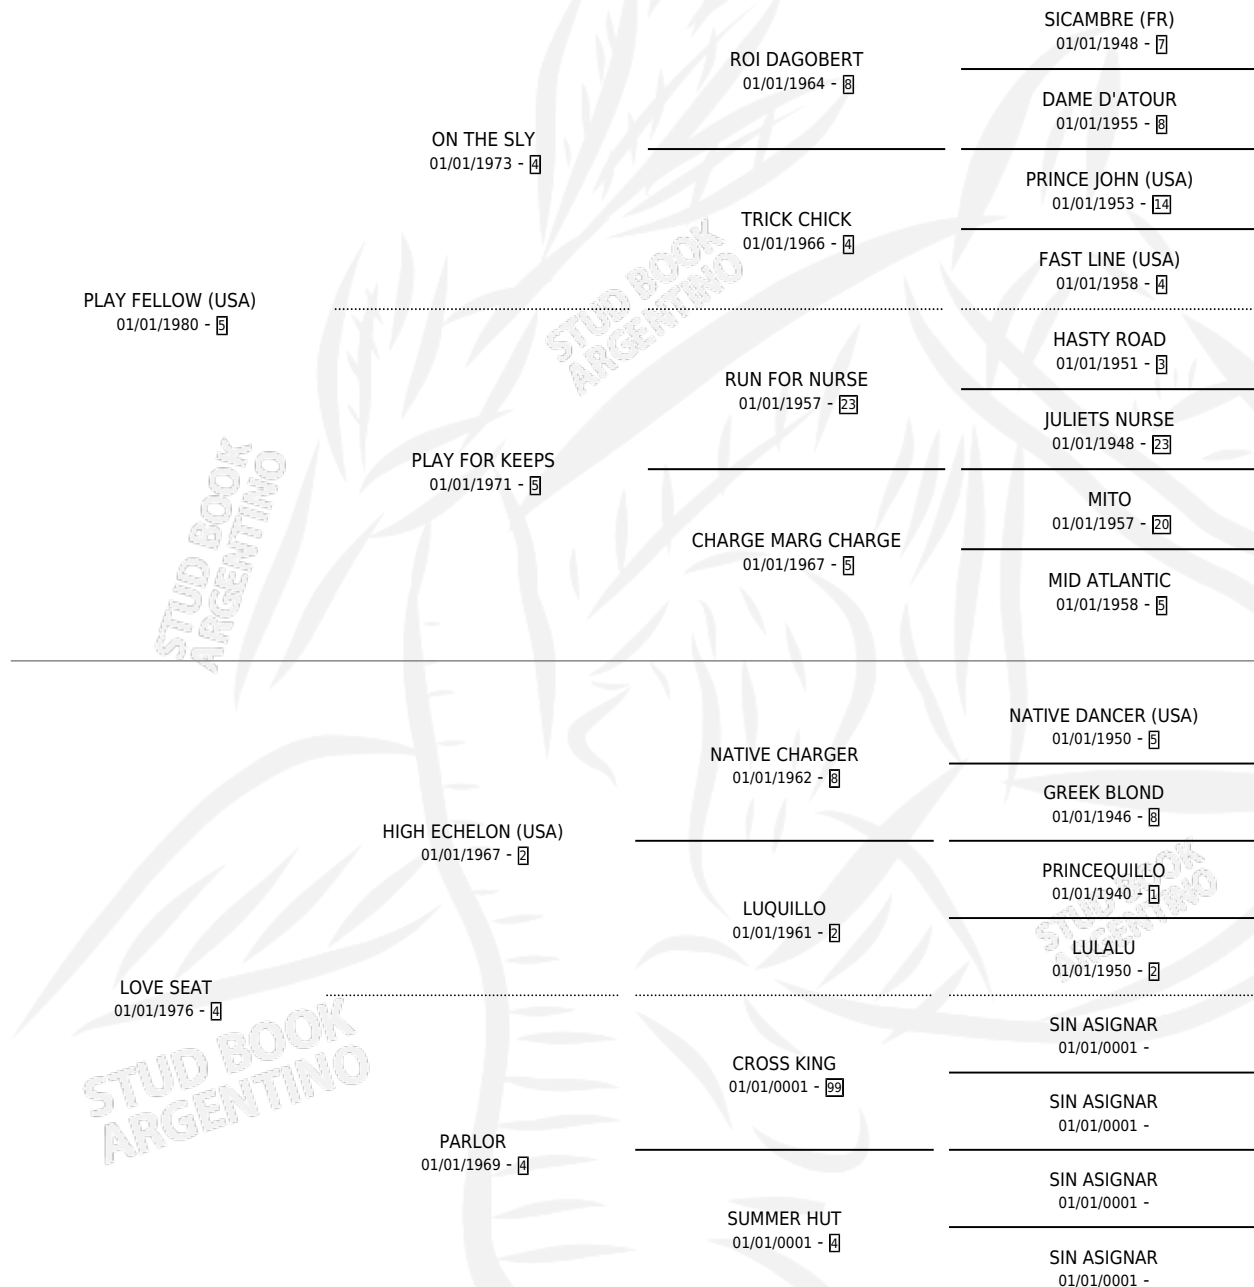 SICAMBRE (FR)
01/01/1948 - 7
ROI DAGOBERT
01/01/1964 - 8
DAME D'ATOUR
01/01/1955 - 8
ON THE SLY
01/01/1973 - 4
PRINCE JOHN (USA)
01/01/1953 - 14
TRICK CHICK
01/01/1966 - 4
FAST LINE (USA)
01/01/1958 - 4
PLAY FELLOW (USA)
01/01/1980 - 5
HASTY ROAD
01/01/1951 - 3
RUN FOR NURSE
01/01/1957 - 23
JULIETS NURSE
01/01/1948 - 23
PLAY FOR KEEPS
01/01/1971 - 5
MITO
01/01/1957 - 20
CHARGE MARG CHARGE
01/01/1967 - 5
MID ATLANTIC
01/01/1958 - 5
STUD BOOK
ARGENTINO
STUD BOOK
ARGENTINO
NATIVE DANCER (USA)
01/01/1950 - 5
NATIVE CHARGER
01/01/1962 - 8
GREEK BLOND
01/01/1946 - 8
HIGH ECHELON (USA)
01/01/1967 - 2
PRINCEQUILLO
01/01/1940 - 1
LUQUILLO
01/01/1961 - 2
LULALU
01/01/1950 - 2
STUD BOOK
ARGENTINO
LOVE SEAT
01/01/1976 - 4
SIN ASIGNAR
01/01/0001 -
CROSS KING
01/01/0001 - 99
SIN ASIGNAR
01/01/0001 -
STUD BOOK
ARGENTINO
PARLOR
01/01/1969 - 4
SIN ASIGNAR
01/01/0001 -
SUMMER HUT
01/01/0001 - 4
SIN ASIGNAR
01/01/0001 -